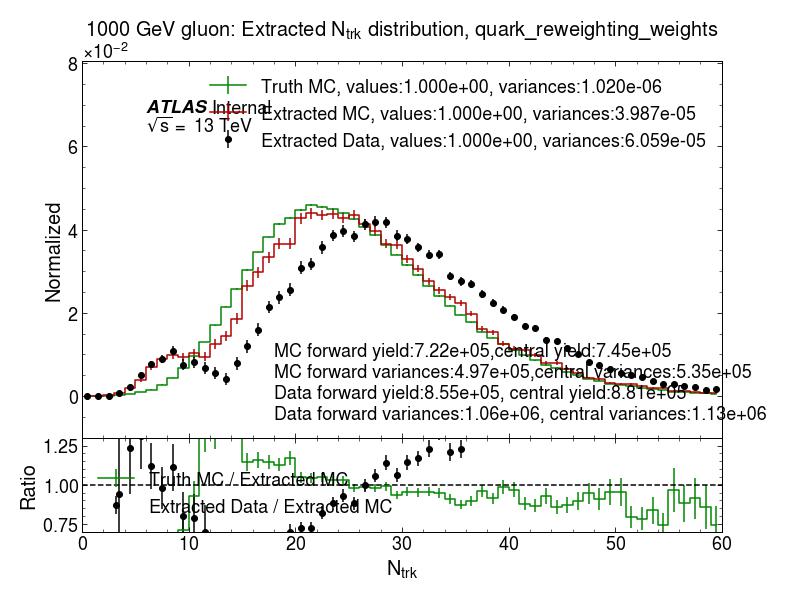 1000 GeV gluon: Extracted Ntrk distribution, quark_reweighting_weights
×10−2
Truth MC, values:1.000e+00, variances:1.020e-06
ATLAS Internal
Extracted MC, values:1.000e+00, variances:3.987e-05
√s = 13 TeV
Extracted Data, values:1.000e+00, variances:6.059e-05
8
6
4
2
0
Normalized
MC forward yield:7.22e+05,central yield:7.45e+05
MC forward variances:4.97e+05,central variances:5.35e+05
Data forward yield:8.55e+05, central yield:8.81e+05
Data forward variances:1.06e+06, central variances:1.13e+06
1.25
1.00
0.75
Ratio
Truth MC / Extracted MC
Extracted Data / Extracted MC
0 10 20 30 40 50 60
Ntrk